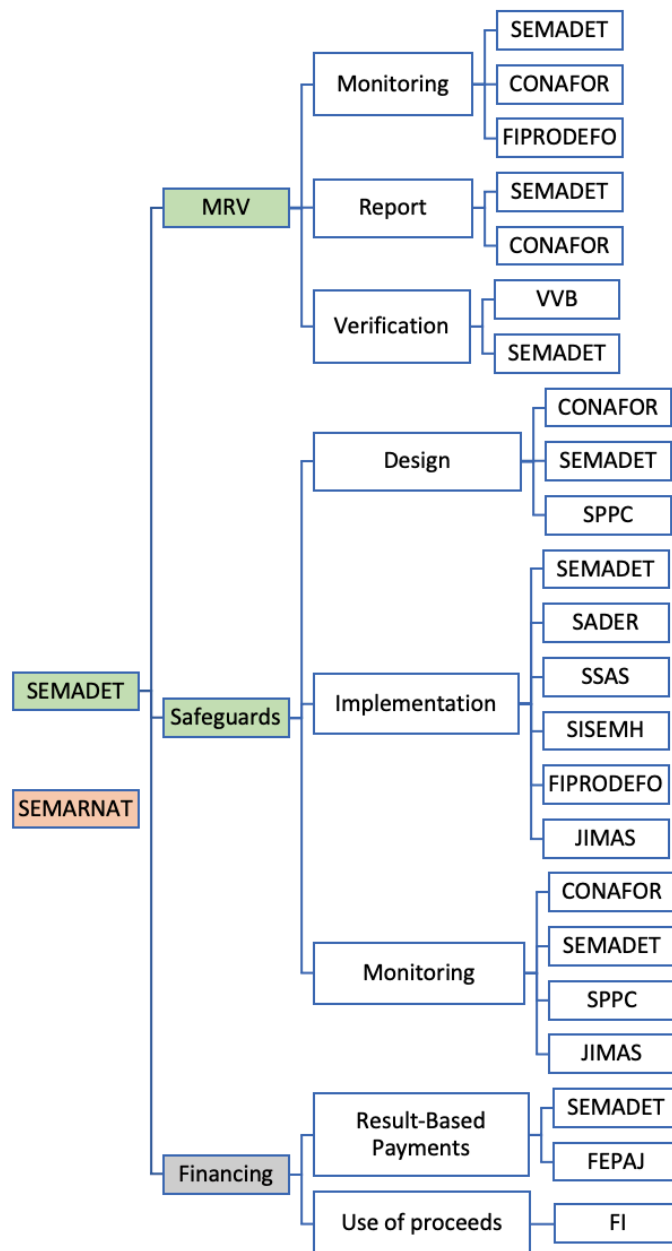 SEMADET
SEMARNAT
MRV
Monitoring
SEMADET
CONAFOR
FIPRODEFO
Report
SEMADET
CONAFOR
Verification
VVB
SEMADET
Safeguards
Design
CONAFOR
SEMADET
SPPC
Implementation
SEMADET
SADER
SSAS
SISEMH
FIPRODEFO
JIMAS
Monitoring
CONAFOR
SEMADET
SPPC
JIMAS
Financing
Result-Based
Payments
SEMADET
FEPAJ
Use of proceeds
FI